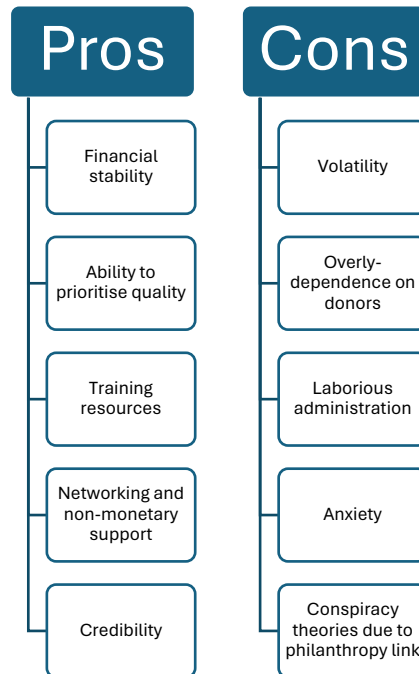 Pros
Financial
stability
Ability to
prioritise quality
Training
resources
Networking and
non-monetary
support
Credibility
Cons
Volatility
Overly-
dependence on
donors
Laborious
administration
Anxiety
Conspiracy
theories due to
philanthropy link